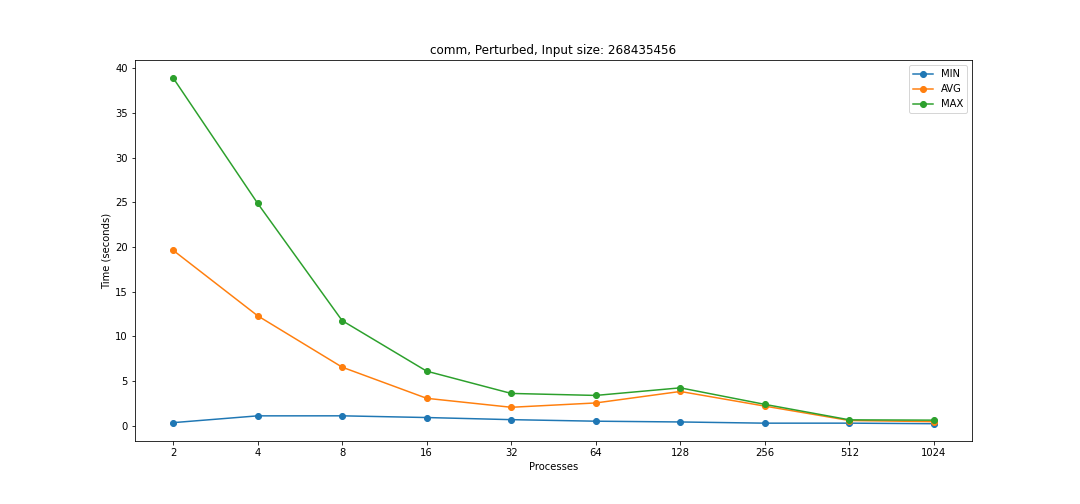 comm, Perturbed, Input size: 268435456
MIN
AVG
MAX
40
35
30
25
20
15
10
5
0
Time (seconds)
2 4 8 16 32 64 128 256 512 1024
Processes